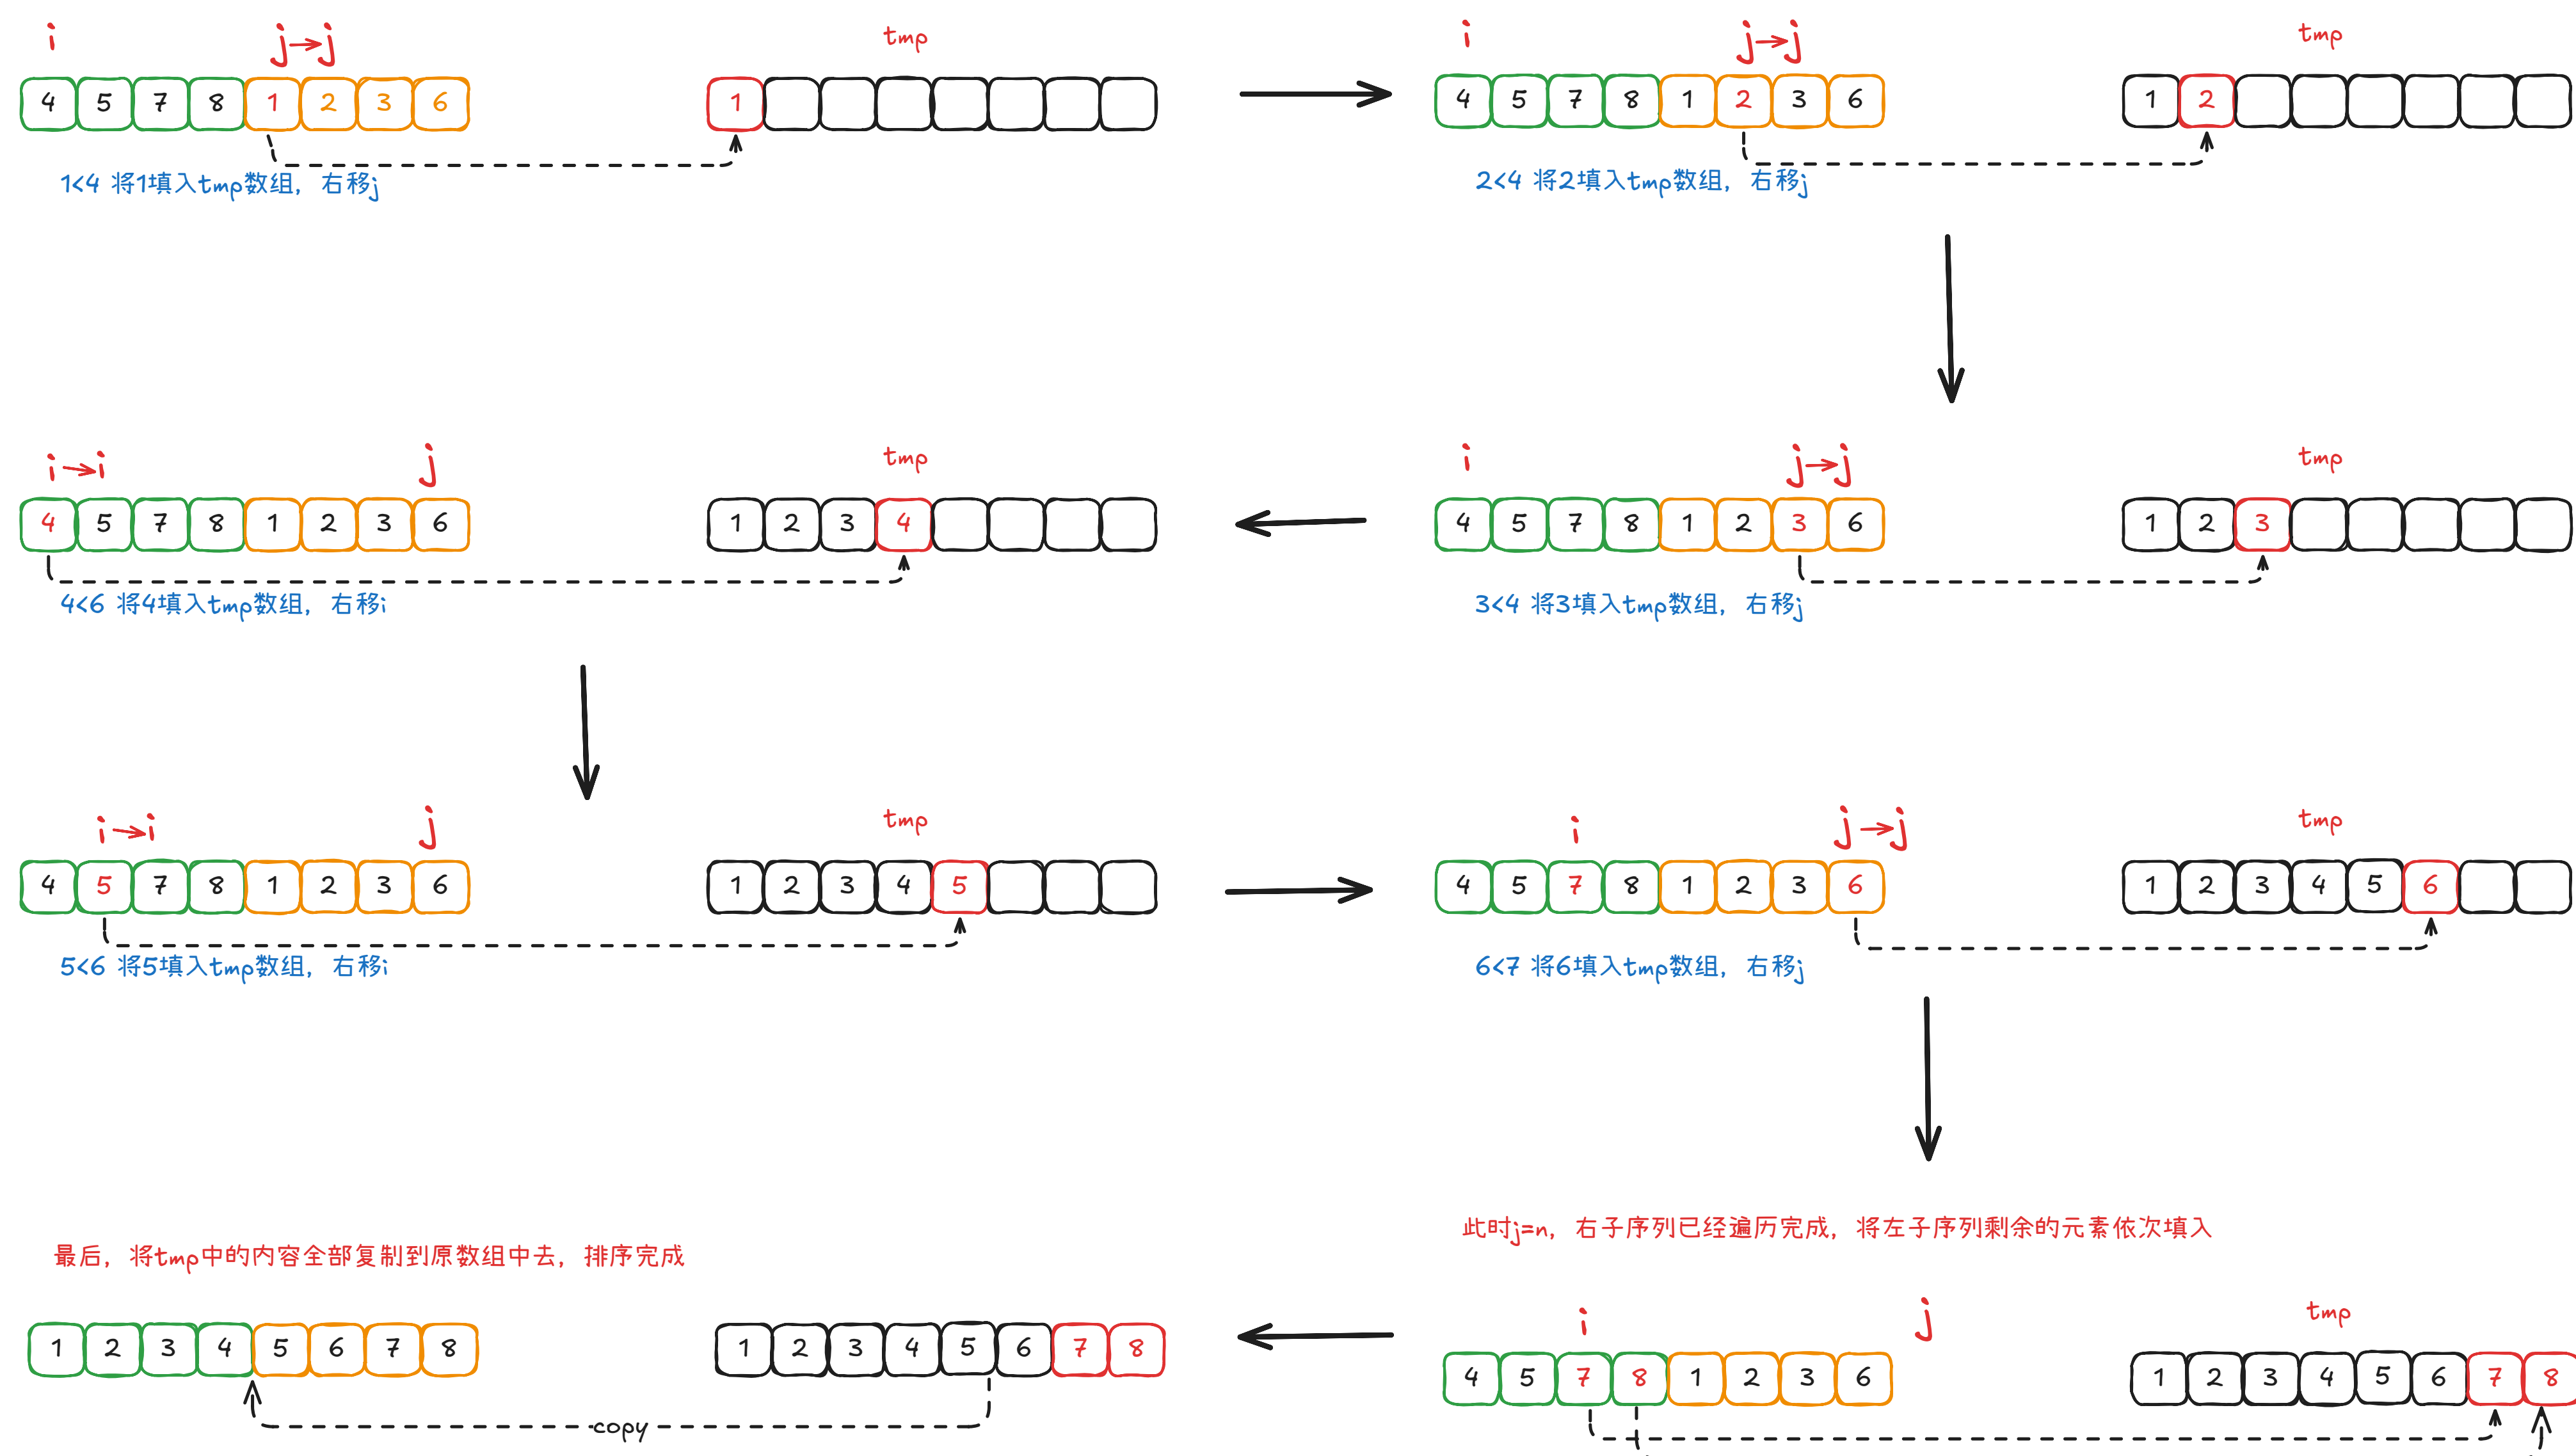 i j→j tmp
4 5 7 8 1 2 3 6 1
1<4 将1填入tmp数组，右移j
i j→j tmp
4 5 7 8 1 2 3 6 1 2
2<4 将2填入tmp数组，右移j
i j→j tmp
4 5 7 8 1 2 3 6 1 2 3
3<4 将3填入tmp数组，右移j
i→i j tmp
4 5 7 8 1 2 3 6 1 2 3 4
4<6 将4填入tmp数组，右移i
i→i j tmp
4 5 7 8 1 2 3 6 1 2 3 4 5
5<6 将5填入tmp数组，右移i
i j→j tmp
4 5 7 8 1 2 3 6 1 2 3 4 5 6
6<7 将6填入tmp数组，右移j
此时j=n，右子序列已经遍历完成，将左子序列剩余的元素依次填入
i j tmp
4 5 7 8 1 2 3 6 1 2 3 4 5 6 7 8
最后，将tmp中的内容全部复制到原数组中去，排序完成
1 2 3 4 5 6 7 8 1 2 3 4 5 6 7 8
copy